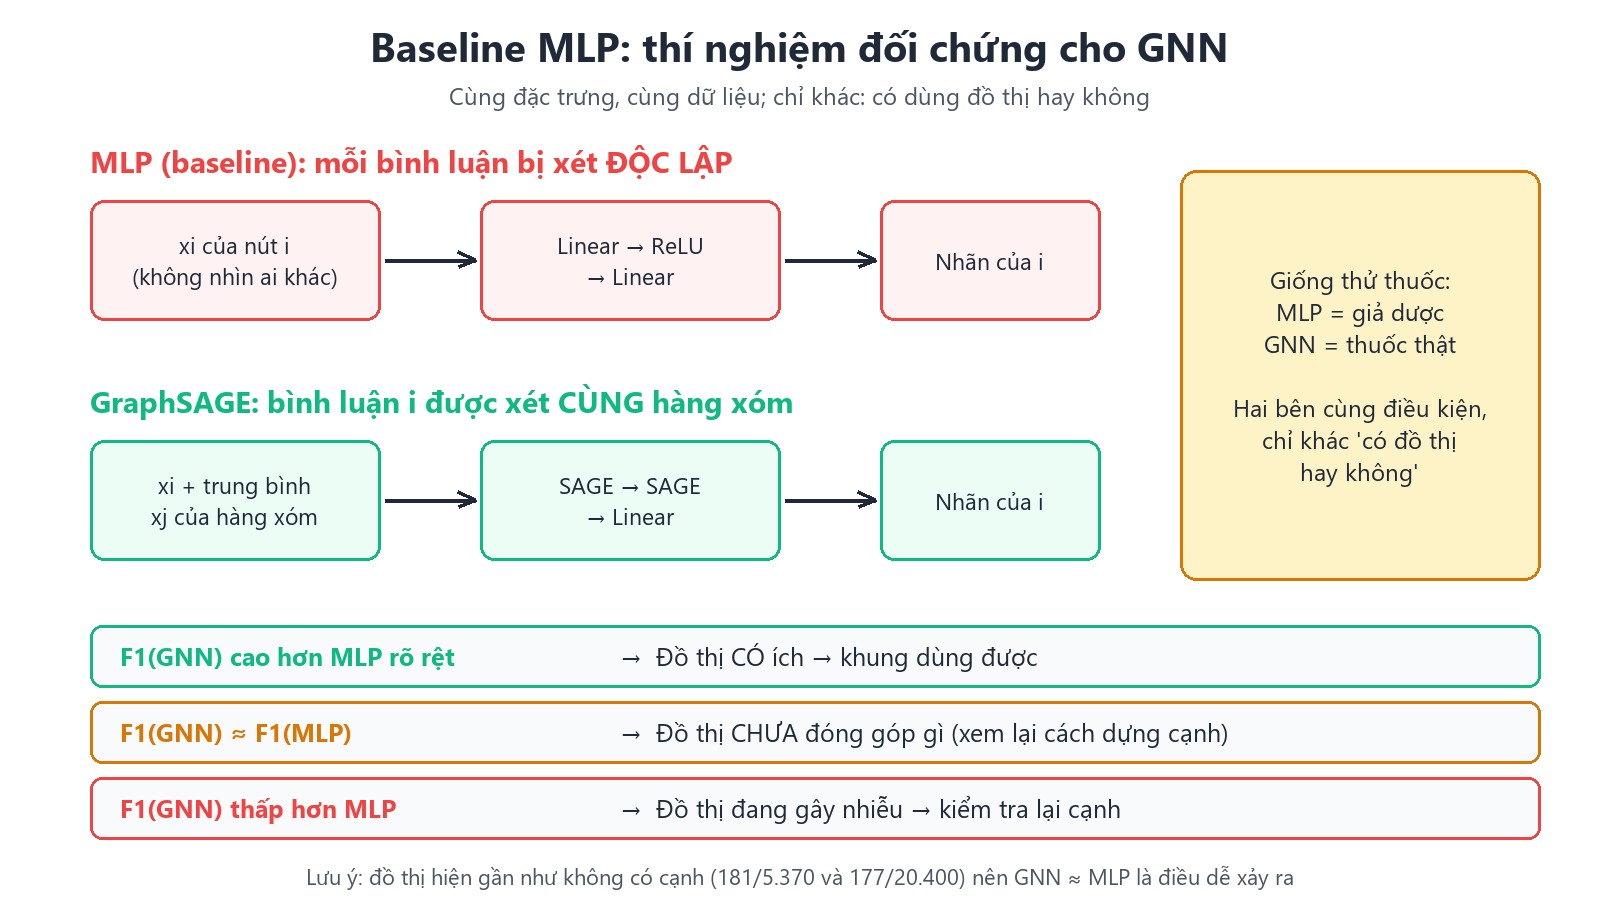 Baseline MLP: thí nghiệm đối chứng cho GNN
Cùng đặc trưng, cùng dữ liệu; chỉ khác: có dùng đồ thị hay không
MLP (baseline): mỗi bình luận bị xét ĐỘC LẬP
xi của nút i
(không nhìn ai khác)
Linear → ReLU
→ Linear
Nhãn của i
GraphSAGE: bình luận i được xét CÙNG hàng xóm
xi + trung bình
xj của hàng xóm
SAGE → SAGE
→ Linear
Nhãn của i
Giống thử thuốc:
MLP = giả dược
GNN = thuốc thật
Hai bên cùng điều kiện,
chỉ khác 'có đồ thị
hay không'
F1(GNN) cao hơn MLP rõ rệt → Đồ thị CÓ ích → khung dùng được
F1(GNN) ≈ F1(MLP) → Đồ thị CHƯA đóng góp gì (xem lại cách dựng cạnh)
F1(GNN) thấp hơn MLP → Đồ thị đang gây nhiễu → kiểm tra lại cạnh
Lưu ý: đồ thị hiện gần như không có cạnh (181/5.370 và 177/20.400) nên GNN ≈ MLP là điều dễ xảy ra